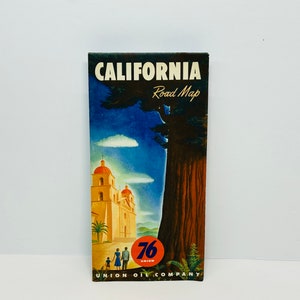 CALIFORNIA
Road Map
76
UNION
UNION OIL COMPANY